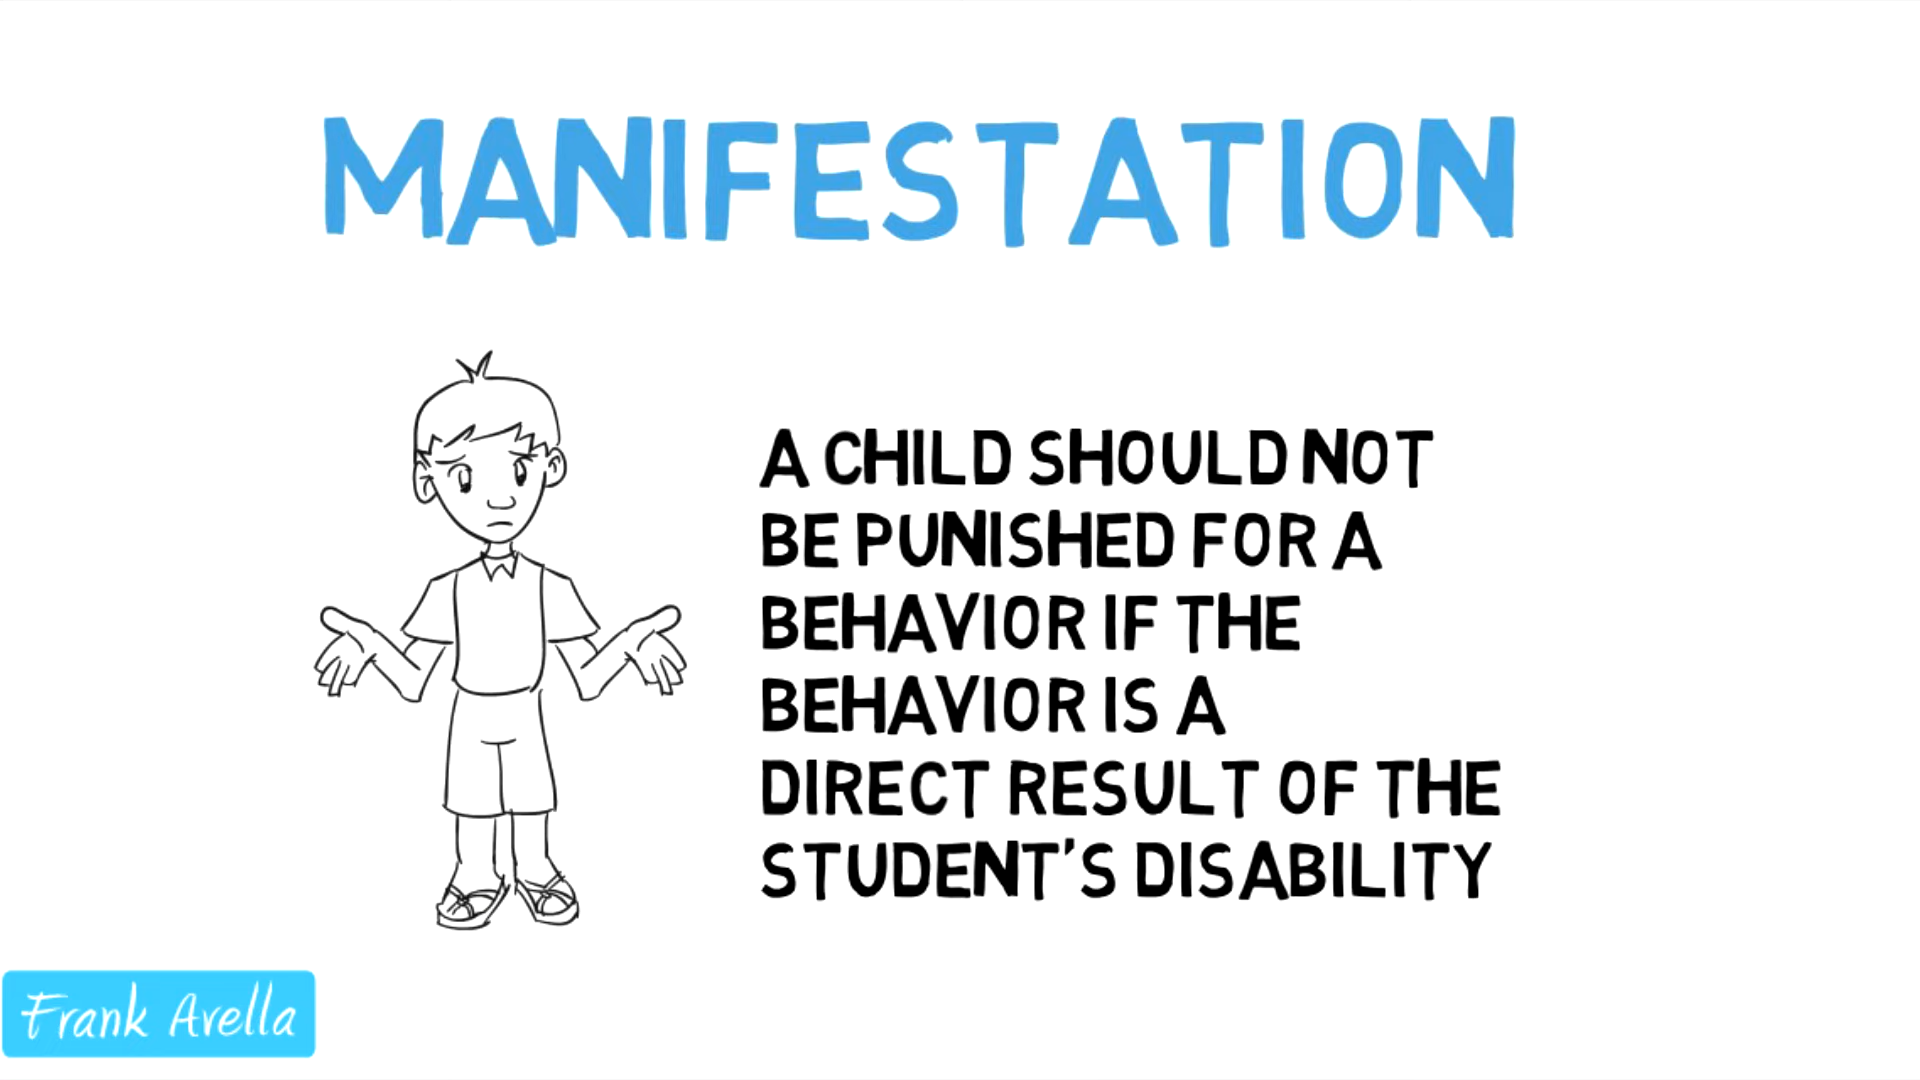 MANIFESTATION
A CHILD SHOULD NOT
BE PUNISHED FOR A
BEHAVIOR IF THE
BEHAVIOR IS A
DIRECT RESULT OF THE
STUDENT'S DISABILITY
Frank Avella